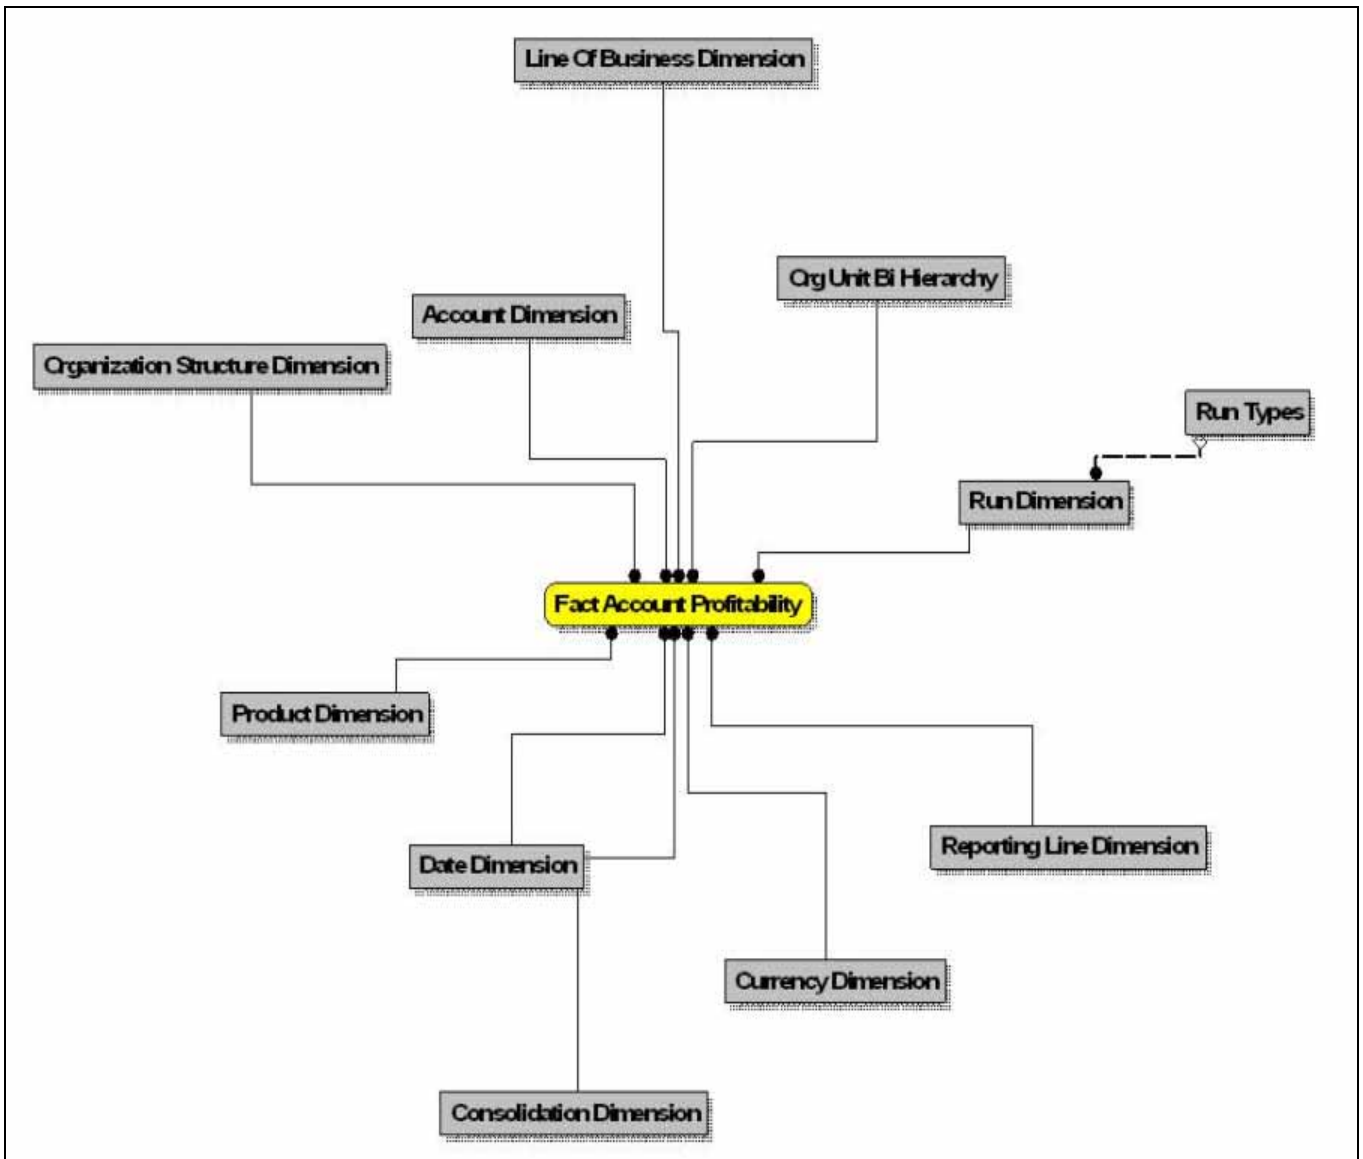 Line Of Business Dimension
Org Unit Bi Hierarchy
Account Dimension
Organization Structure Dimension
Run Types
Run Dimension
Fact Account Profitability
Product Dimension
Reporting Line Dimension
Date Dimension
Currency Dimension
Consolidation Dimension